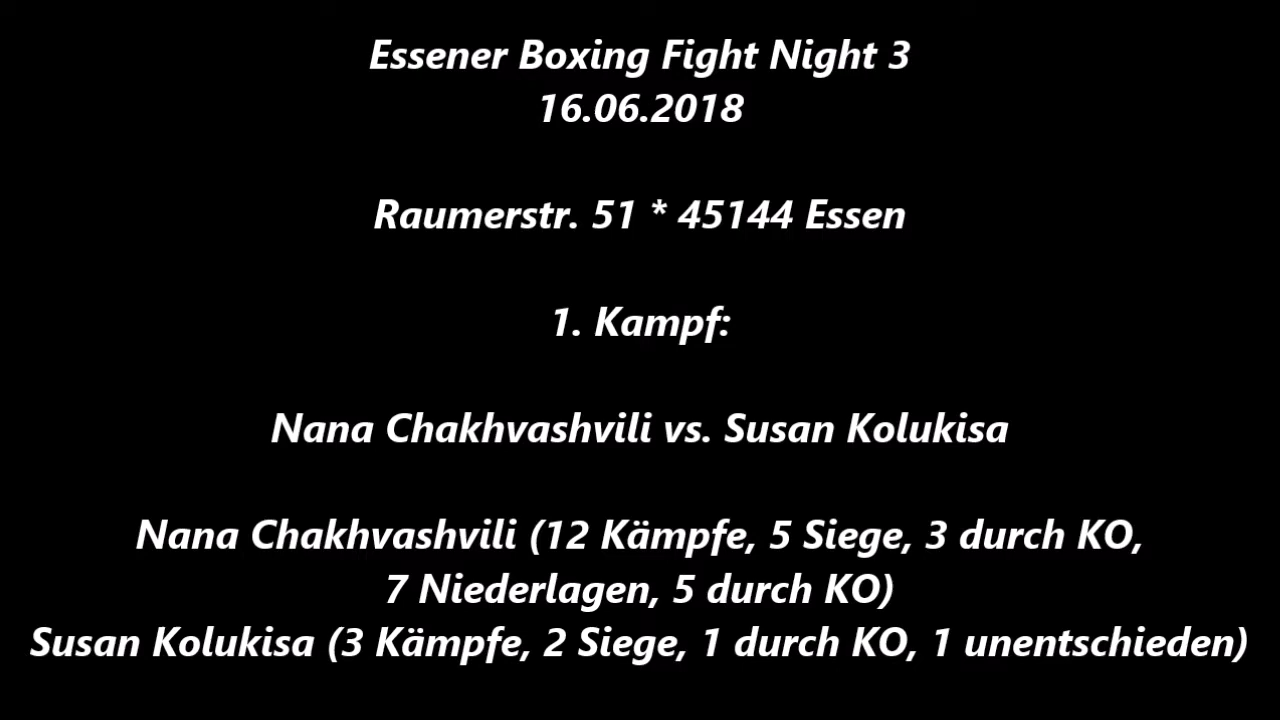 Essener Boxing Fight Night 3
16.06.2018
Raumerstr. 51 * 45144 Essen
1. Kampf:
Nana Chakhvashvili vs. Susan Kolukisa
Nana Chakhvashvili (12 Kämpfe, 5 Siege, 3 durch KO,
7 Niederlagen, 5 durch KO)
Susan Kolukisa (3 Kämpfe, 2 Siege, 1 durch KO, 1 unentschieden)